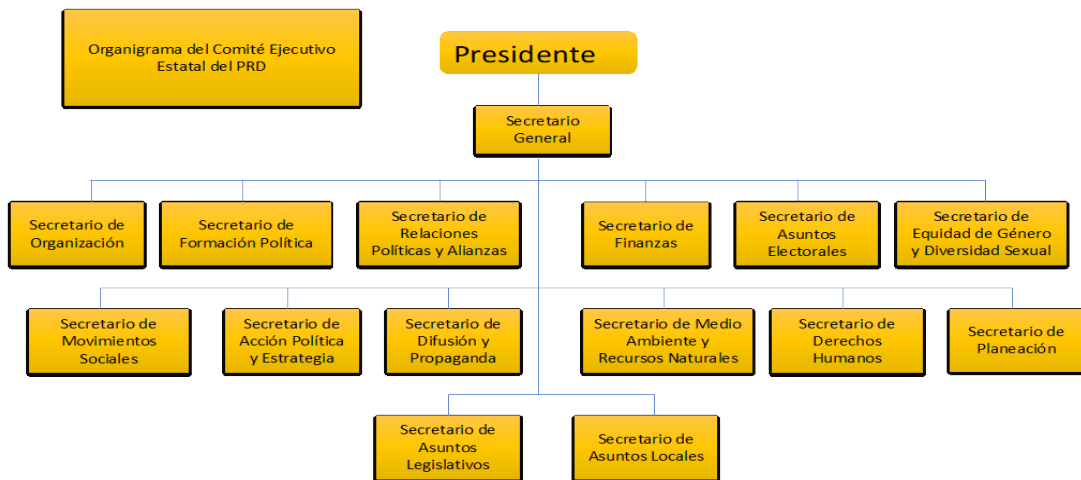 Organigrama del Comité Ejecutivo
Estatal del PRD
Presidente
Secretario
General
Secretario de
Organización
Secretario de
Formación Política
Secretario de
Relaciones
Políticas y Alianzas
Secretario de
Finanzas
Secretario de
Asuntos
Electorales
Secretario de
Equidad de Género
y Diversidad Sexual
Secretario de
Movimientos
Sociales
Secretario de
Acción Política
y Estrategia
Secretario de
Difusión y
Propaganda
Secretario de Medio
Ambiente y
Recursos Naturales
Secretario de
Derechos
Humanos
Secretario de
Planeación
Secretario de
Asuntos
Legislativos
Secretario de
Asuntos Locales